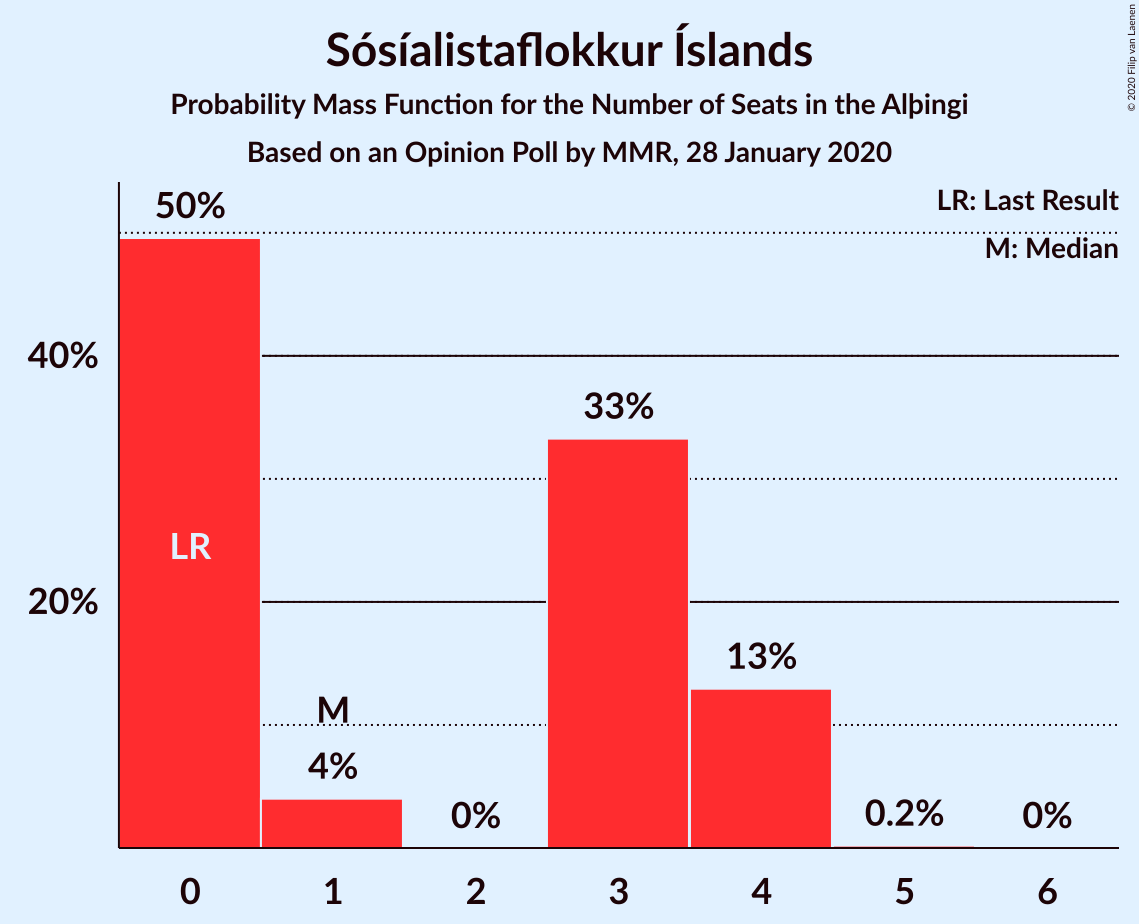 Sósíalistaflokkur Íslands
Probability Mass Function for the Number of Seats in the Alþingi
Based on an Opinion Poll by MMR, 28 January 2020
© 2020 Filip van Laenen
LR: Last Result
M: Median
50%
40%
33%
LR
20%
13%
M
4%
0%
0.2%
0%
0 1 2 3 4 5 6